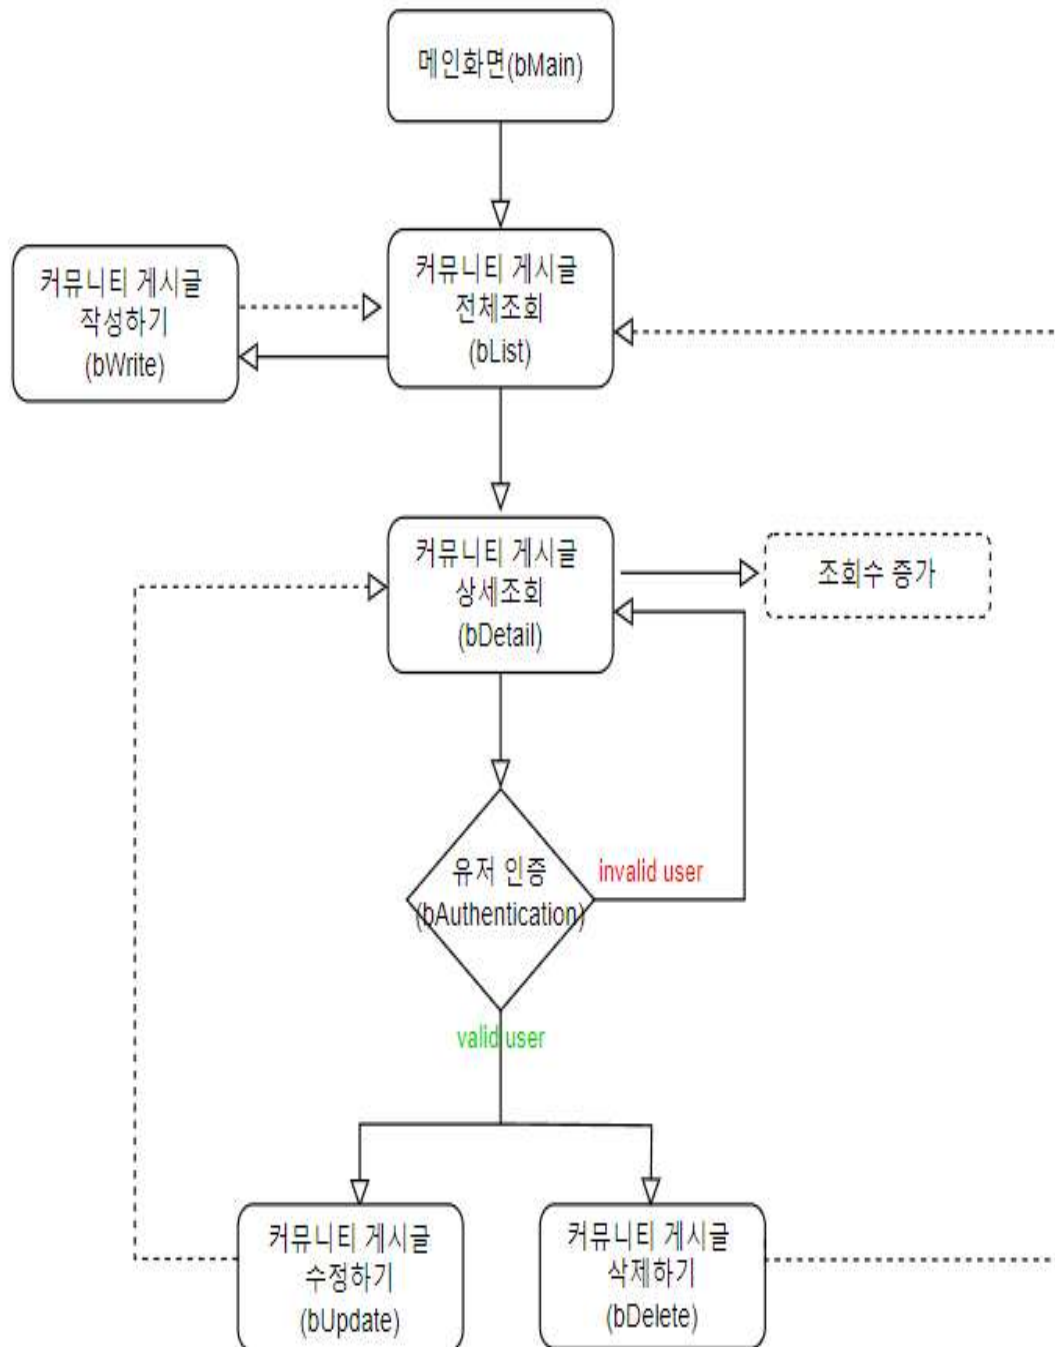 메인화면(bMain)
커뮤니티 게시글
작성하기
(bWrite)
커뮤니티 게시글
전체조회
(bList)
커뮤니티 게시글
상세조회
(bDetail)
조회수 증가
유저 인증
(bAuthentication)
invalid user
valid user
커뮤니티 게시글
수정하기
(bUpdate)
커뮤니티 게시글
삭제하기
(bDelete)